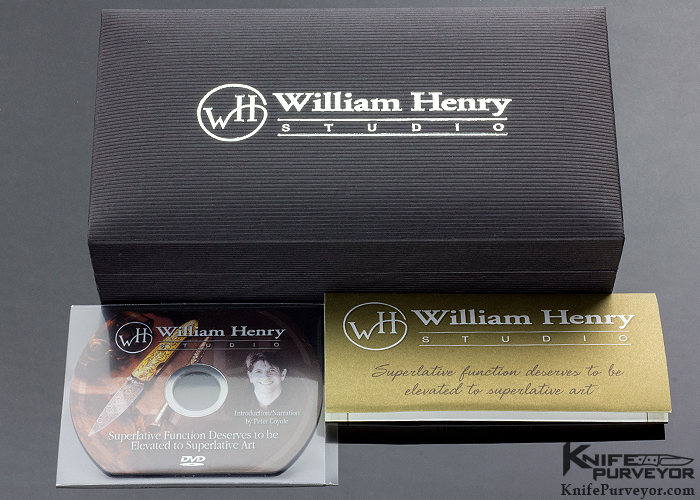 WH William Henry
STUDIO
WH William Henry
STUDIO
Introduction/Narration
by Peter Coyote
Superlative Function Deserves to be
Elevated to Superlative Art
DVD
WH William Henry
STUDIO
Superlative function deserves to be
elevated to superlative art
KNIFE
PURVEYOR
KnifePurveyor.com